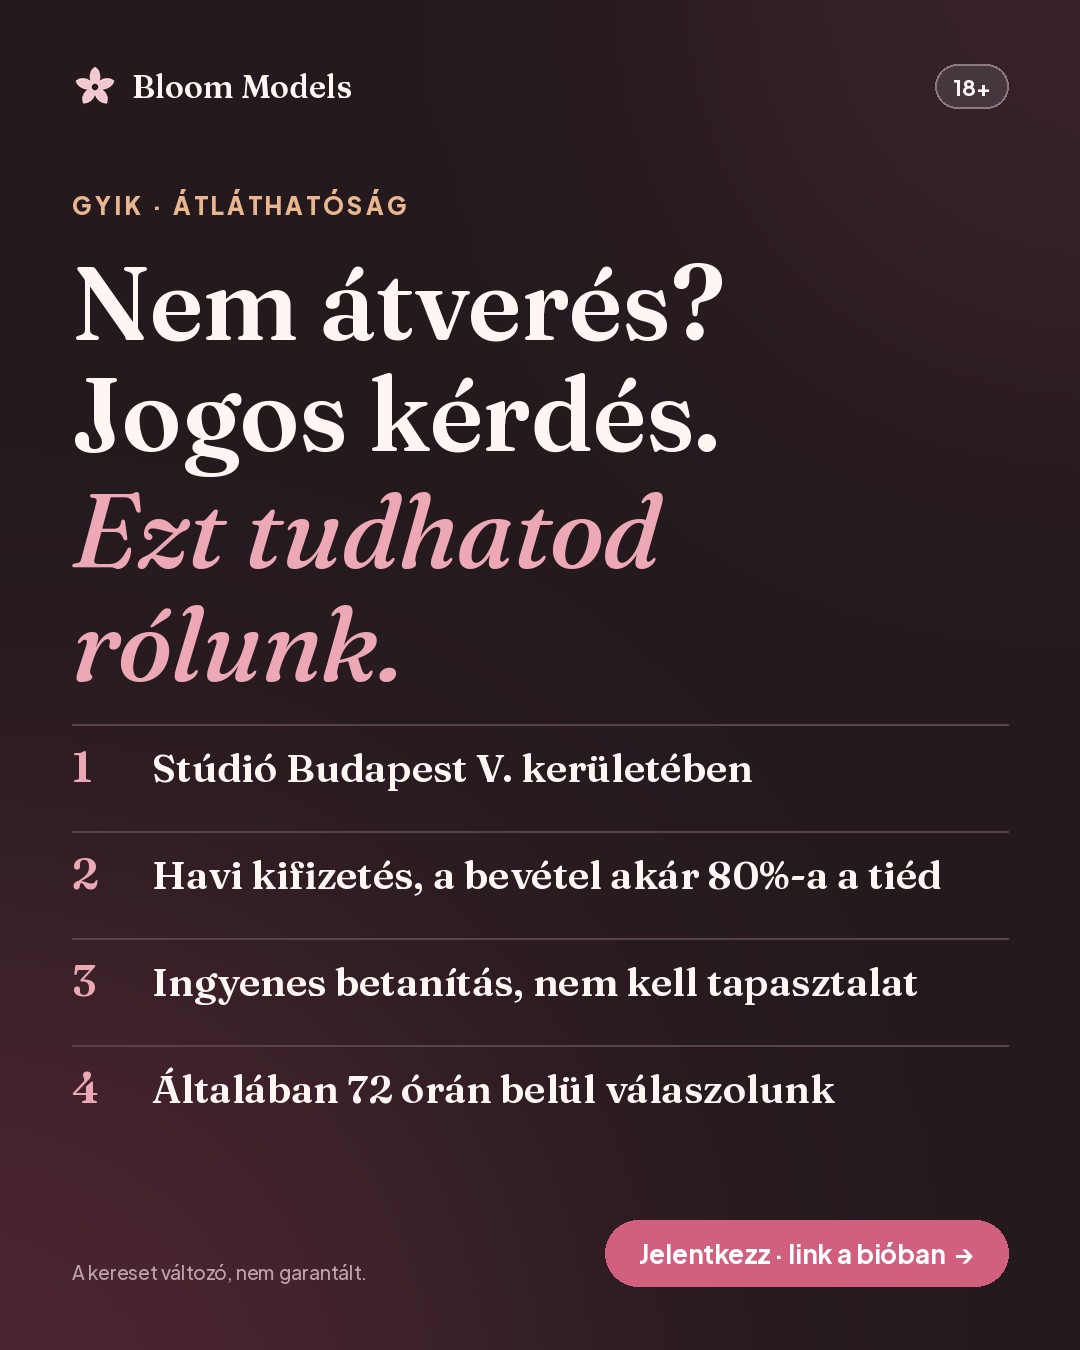 Bloom Models
18+
GYIK · ÁTLÁTHATÓSÁG
Nem átverés?
Jogos kérdés.
Ezt tudhatod
rólunk.
1 Stúdió Budapest V. kerületében
2 Havi kifizetés, a bevétel akár 80%-a a tiéd
3 Ingyenes betanítás, nem kell tapasztalat
4 Általában 72 órán belül válaszolunk
A kereset változó, nem garantált.
Jelentkezz · link a bióban →